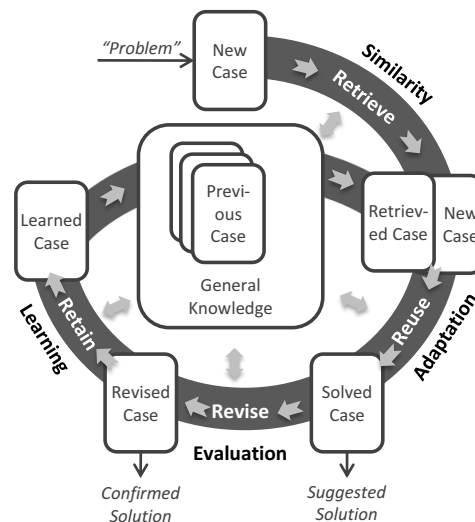 “Problem”
New
Case
Similarity
Retrieve
Previ-
ous
Case
General
Knowledge
Retriev-
ed Case
New
Case
Learned
Case
Reuse
Adaptation
Retain
Learning
Revised
Case
Revise
Solved
Case
Evaluation
Confirmed
Solution
Suggested
Solution